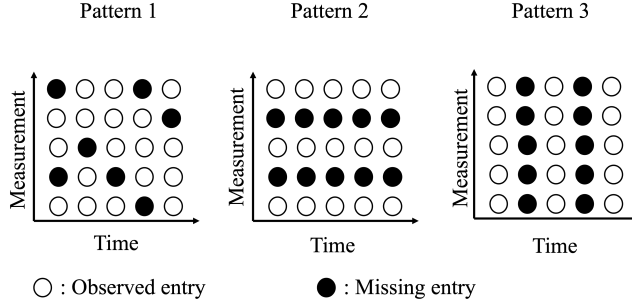 Pattern 1
Pattern 2
Pattern 3
Measurement
Measurement
Measurement
Time
Time
Time
: Observed entry
: Missing entry